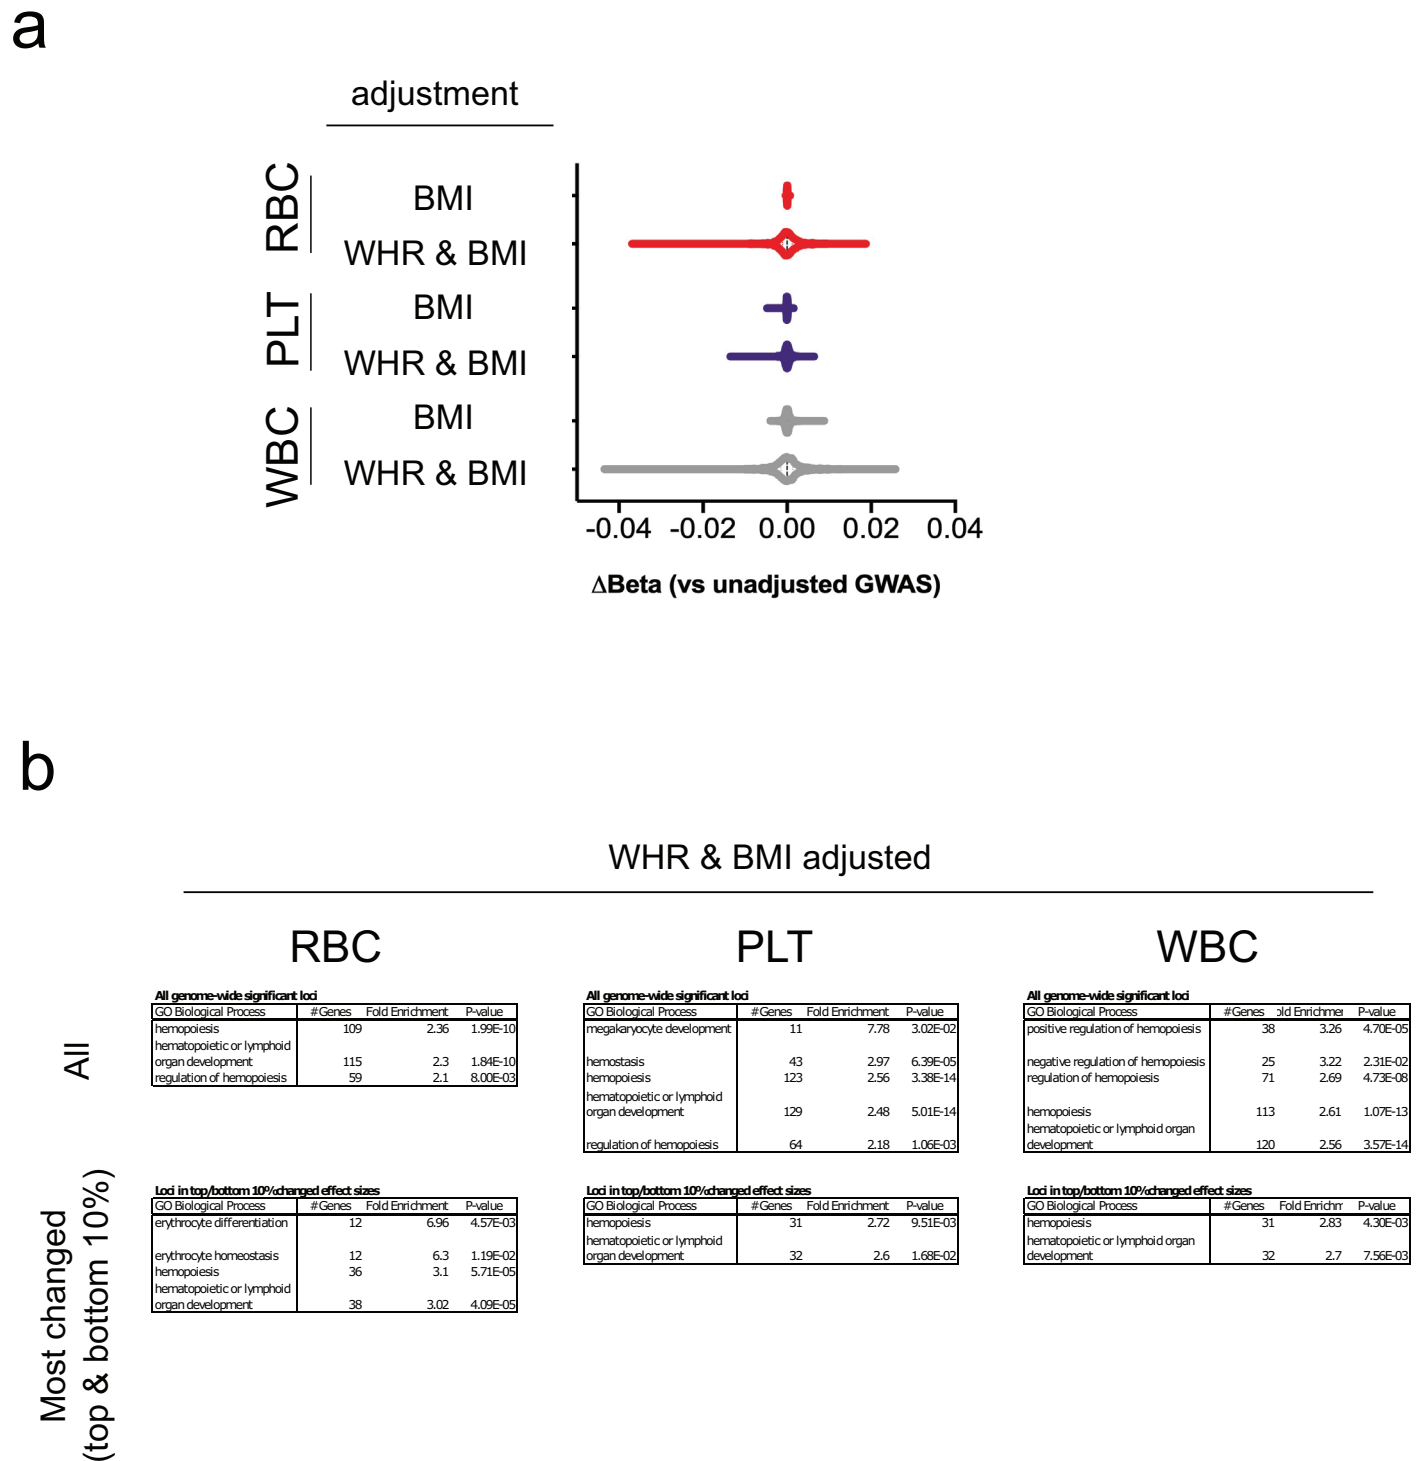 a
adjustment
RBC
BMI
WHR & BMI
PLT
BMI
WHR & BMI
WBC
BMI
WHR & BMI
-0.04 -0.02 0.00 0.02 0.04
ΔBeta (vs unadjusted GWAS)
b
WHR & BMI adjusted
RBC PLT WBC
All
All genome-wide significant loci
GO Biological Process # Genes Fold Enrichment P-value
hemopoiesis 109 2.36 1.99E-10
hematopoietic or lymphoid
organ development 115 2.3 1.84E-10
regulation of hemopoiesis 59 2.1 8.00E-03
All genome-wide significant loci
GO Biological Process # Genes Fold Enrichment P-value
megakaryocyte development 11 7.78 3.02E-02
hemostasis 43 2.97 6.39E-05
hemopoiesis 123 2.56 3.38E-14
hematopoietic or lymphoid
organ development 129 2.48 5.01E-14
regulation of hemopoiesis 64 2.18 1.06E-03
All genome-wide significant loci
GO Biological Process # Genes old Enrichmer P-value
positive regulation of hemopoiesis 38 3.26 4.70E-05
negative regulation of hemopoiesis 25 3.22 2.31E-02
regulation of hemopoiesis 71 2.69 4.73E-08
hemopoiesis 113 2.61 1.07E-13
hematopoietic or lymphoid organ
development 120 2.56 3.57E-14
Most changed
(top & bottom 10%)
Loci in top/bottom 10% changed effect sizes
GO Biological Process # Genes Fold Enrichment P-value
erythrocyte differentiation 12 6.96 4.57E-03
erythrocyte homeostasis 12 6.3 1.19E-02
hemopoiesis 36 3.1 5.71E-05
hematopoietic or lymphoid
organ development 38 3.02 4.09E-05
Loci in top/bottom 10% changed effect sizes
GO Biological Process # Genes Fold Enrichment P-value
hemopoiesis 31 2.72 9.51E-03
hematopoietic or lymphoid
organ development 32 2.6 1.68E-02
Loci in top/bottom 10% changed effect sizes
GO Biological Process # Genes Fold Enrichm P-value
hemopoiesis 31 2.83 4.30E-03
hematopoietic or lymphoid organ
development 32 2.7 7.56E-03